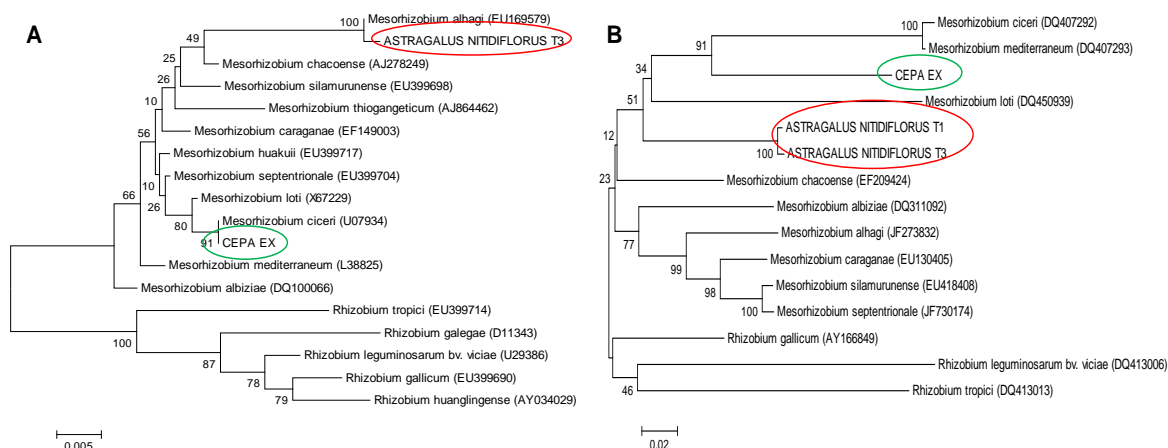 A
100
Mesorhizobium alhagi (EU169579)
49
ASTRAGALUS NITIDIFLORUS T3
25
Mesorhizobium chacoense (AJ278249)
26
Mesorhizobium silamurunense (EU399698)
10
Mesorhizobium thiogangeticum (AJ864462)
56
Mesorhizobium caraganae (EF149003)
Mesorhizobium huakuii (EU399717)
10
Mesorhizobium septentrionale (EU399704)
66
26
Mesorhizobium loti (X67229)
80
Mesorhizobium ciceri (U07934)
91
CEPA EX
Mesorhizobium mediterraneum (L38825)
Mesorhizobium albiziae (DQ100066)
Rhizobium tropici (EU399714)
100
Rhizobium galegae (D11343)
87
Rhizobium leguminosarum bv. viciae (U29386)
78
Rhizobium gallicum (EU399690)
79
Rhizobium huanglingense (AY034029)
0.005
B
100
Mesorhizobium ciceri (DQ407292)
91
Mesorhizobium mediterraneum (DQ407293)
34
CEPA EX
51
Mesorhizobium loti (DQ450939)
ASTRAGALUS NITIDIFLORUS T1
12
100
ASTRAGALUS NITIDIFLORUS T3
23
Mesorhizobium chacoense (EF209424)
Mesorhizobium albiziae (DQ311092)
77
Mesorhizobium alhagi (JF273832)
99
Mesorhizobium caraganae (EU130405)
98
Mesorhizobium silamurunense (EU418408)
100
Mesorhizobium septentrionale (JF730174)
Rhizobium gallicum (AY166849)
Rhizobium leguminosarum bv. viciae (DQ413006)
46
Rhizobium tropici (DQ413013)
0.02